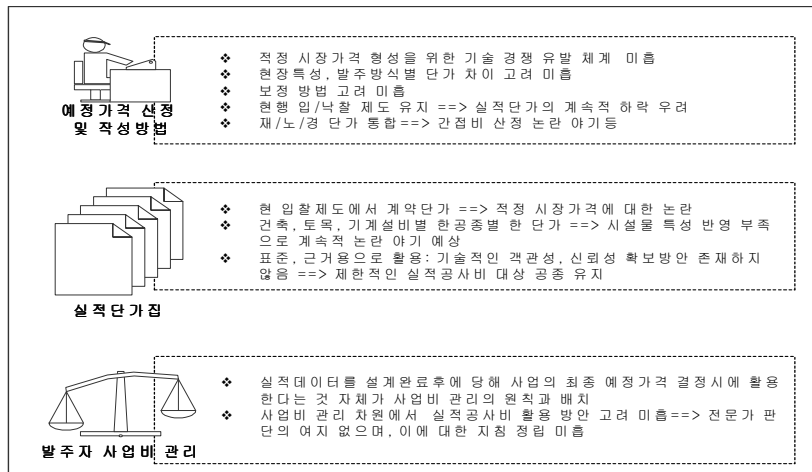 ❖ 적정 시장가격 형성을 위한 기술 경쟁 유발 체계 미흡
❖ 현장특성, 발주방식별 단가 차이 고려 미흡
❖ 보정 방법 고려 미흡
❖ 현행 입/낙찰 제도 유지 ==> 실적단가의 계속적 하락 우려
❖ 재/노/경 단가 통합==> 간접비 산정 논란 야기등
예정가격 산정
및 작성방법
❖ 현 입찰제도에서 계약단가 ==> 적정 시장가격에 대한 논란
❖ 건축, 토목, 기계설비별 한공종별 한 단가 ==> 시설물 특성 반영 부족
으로 계속적 논란 야기 예상
❖ 표준, 근거용으로 활용: 기술적인 객관성, 신뢰성 확보방안 존재하지
않음 ==> 제한적인 실적공사비 대상 공종 유지
실적단가집
❖ 실적데이터를 설계완료후에 당해 사업의 최종 예정가격 결정시에 활용
한다는 것 자체가 사업비 관리의 원칙과 배치
❖ 사업비 관리 차원에서 실적공사비 활용 방안 고려 미흡==> 전문가 판
단의 여지 없으며, 이에 대한 지침 정립 미흡
발주자 사업비 관리